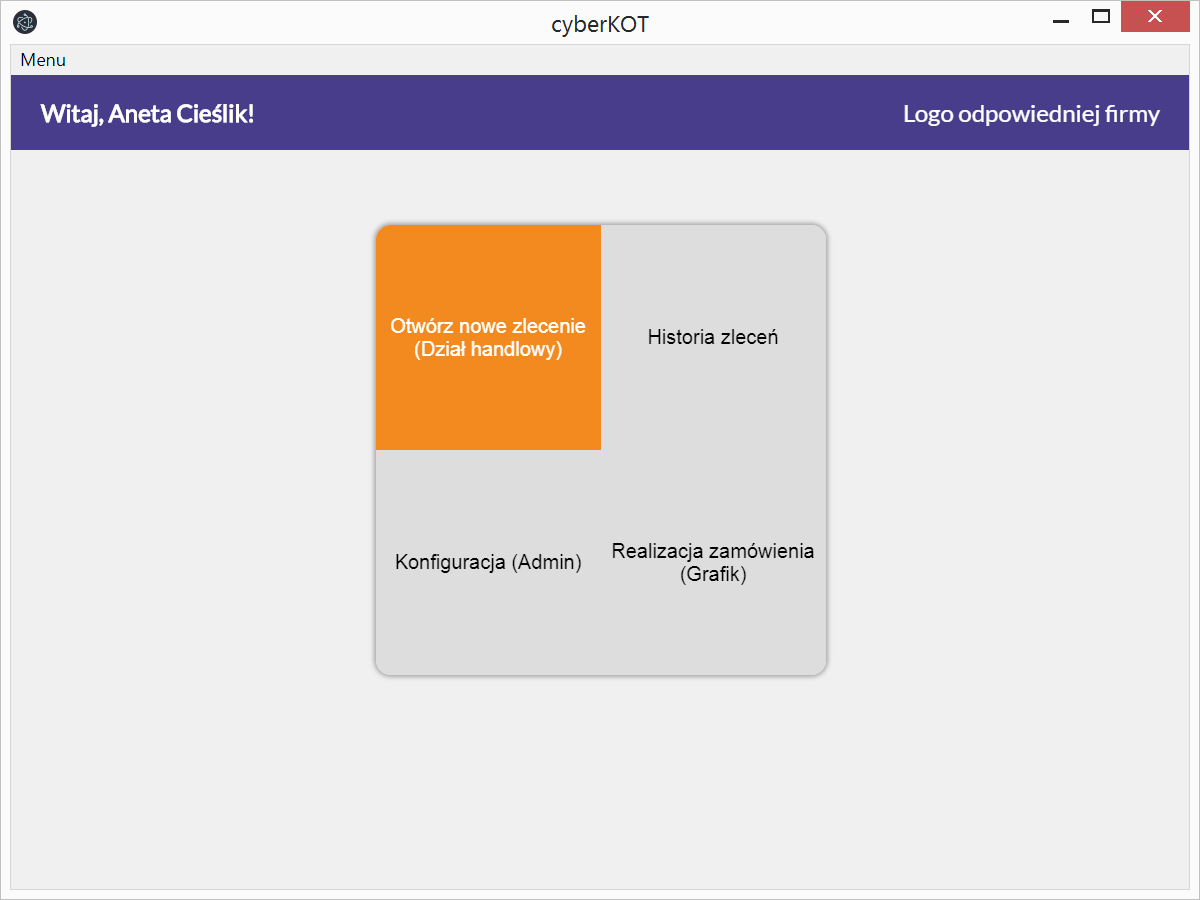 cyberKOT
Menu
Witaj, Aneta Cieślik!
Logo odpowiedniej firmy
Otwórz nowe zlecenie
(Dział handlowy)
Historia zleceń
Konfiguracja (Admin)
Realizacja zamówienia
(Grafik)